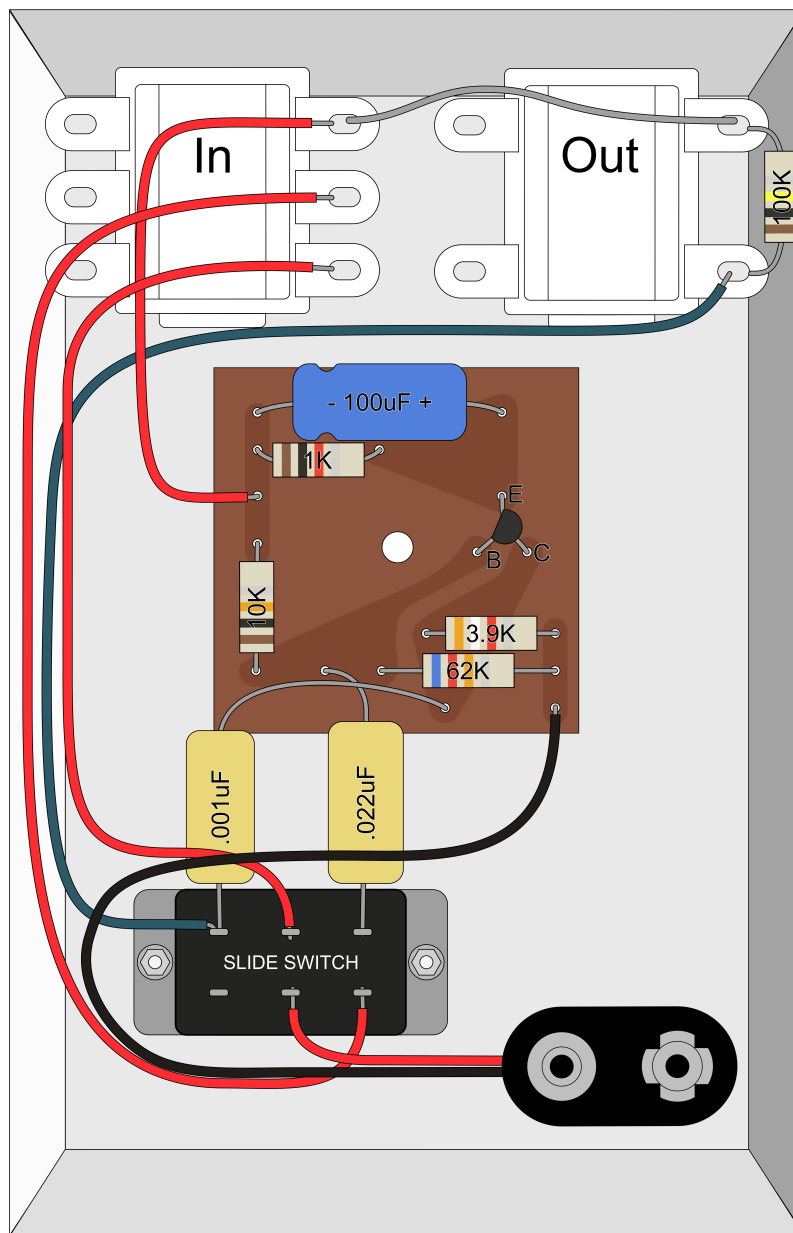 In
Out
100K
- 100uF +
1K
E
B
C
10K
3.9K
62K
.001uF
.022uF
SLIDE SWITCH